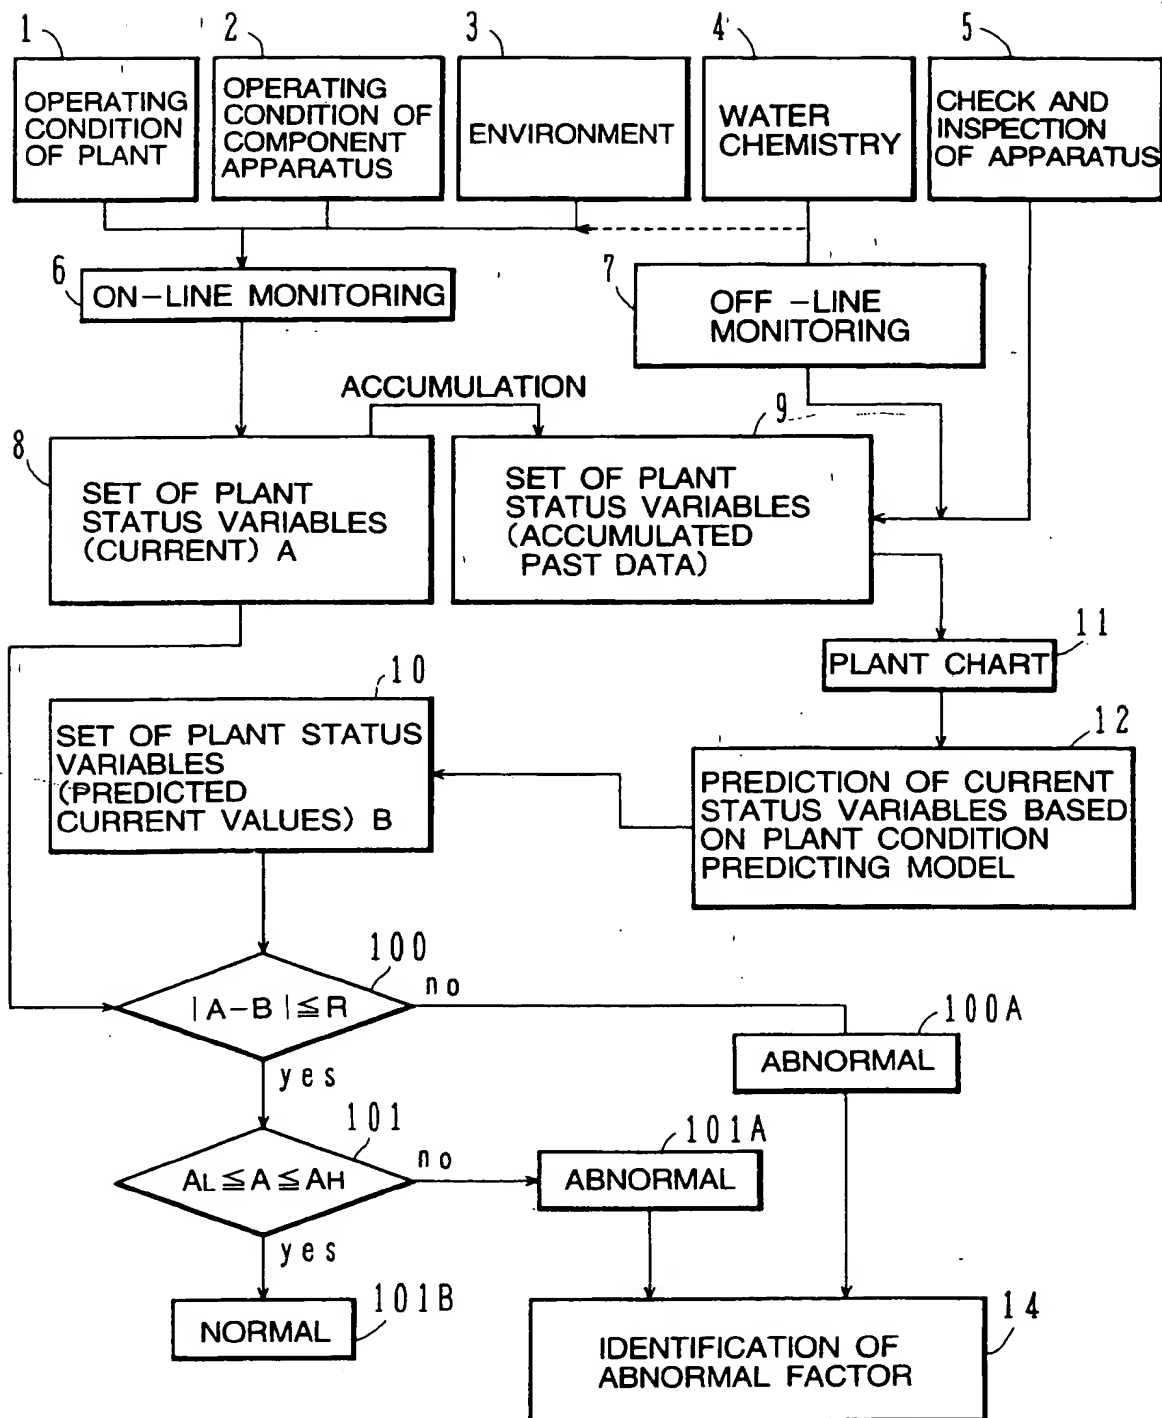 1
2
3
4
5
OPERATING
CONDITION
OF PLANT
OPERATING
CONDITION OF
COMPONENT
APPARATUS
ENVIRONMENT
WATER
CHEMISTRY
CHECK AND
INSPECTION
OF APPARATUS
6
ON-LINE MONITORING
7
OFF-LINE
MONITORING
ACCUMULATION
8
SET OF PLANT
STATUS VARIABLES
(CURRENT) A
9
SET OF PLANT
STATUS VARIABLES
(ACCUMULATED
PAST DATA)
11
PLANT CHART
10
SET OF PLANT STATUS
VARIABLES
(PREDICTED
CURRENT VALUES) B
12
PREDICTION OF CURRENT
STATUS VARIABLES BASED
ON PLANT CONDITION
PREDICTING MODEL
100
|A-B|≦R
no
yes
100A
ABNORMAL
101
AL≦A≦AH
no
yes
101A
ABNORMAL
101B
NORMAL
14
IDENTIFICATION OF
ABNORMAL FACTOR